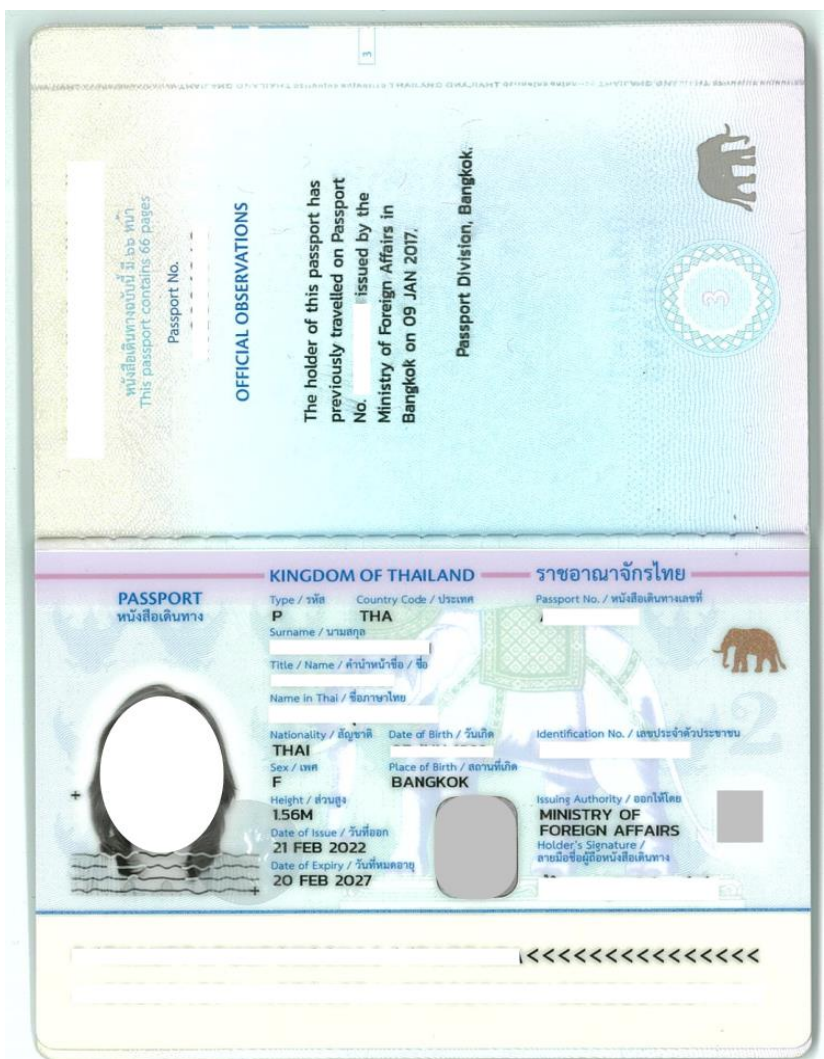 3
หนังสือเดินทางฉบับนี้ มี ๖๖ หน้า
This passport contains 66 pages
Passport No.
OFFICIAL OBSERVATIONS
The holder of this passport has
previously travelled on Passport
No. issued by the
Ministry of Foreign Affairs in
Bangkok on 09 JAN 2017.
Passport Division, Bangkok.
3
KINGDOM OF THAILAND ราชอาณาจักรไทย
PASSPORT
หนังสือเดินทาง
Type / รหัส Country Code / ประเทศ Passport No. / หนังสือเดินทางเลขที่
P THA
Surname / นามสกุล
Title / Name / คำนำหน้าชื่อ / ชื่อ
Name in Thai / ชื่อภาษาไทย
Nationality / สัญชาติ Date of Birth / วันเกิด Identification No. / เลขประจำตัวประชาชน
THAI
Sex / เพศ Place of Birth / สถานที่เกิด
F BANGKOK
Height / ส่วนสูง Issuing Authority / ออกให้โดย
1.56M MINISTRY OF
FOREIGN AFFAIRS
Date of Issue / วันที่ออก Holder's Signature /
21 FEB 2022 ลายมือชื่อผู้ถือหนังสือเดินทาง
Date of Expiry / วันที่หมดอายุ
20 FEB 2027
2
<<<<<<<<<<<<<<<